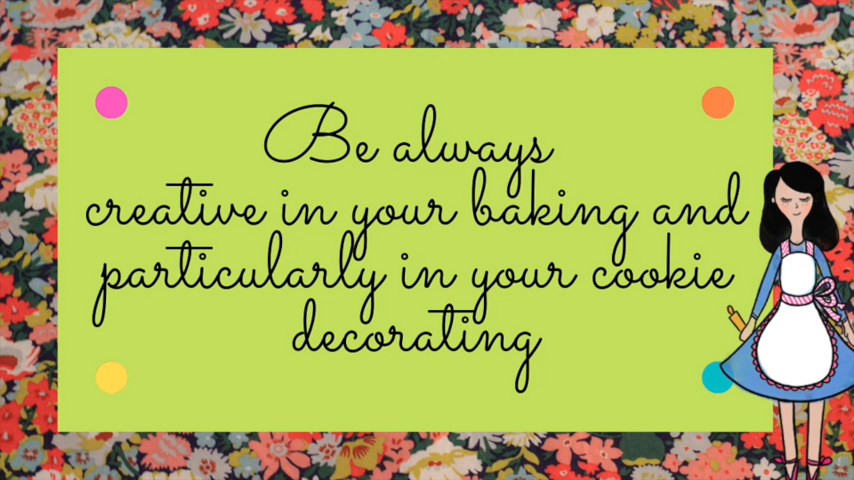 Be always
creative in your baking and
particularly in your cookie
decorating